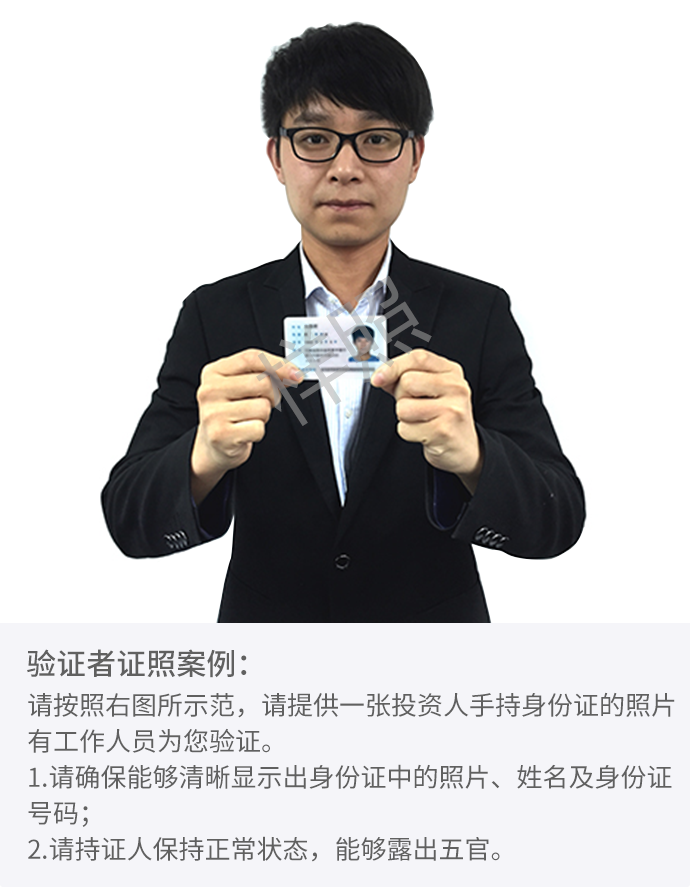 样照
验证者证照案例：
请按照右图所示范，请提供一张投资人手持身份证的照片
有工作人员为您验证。
1.请确保能够清晰显示出身份证中的照片、姓名及身份证
号码；
2.请持证人保持正常状态，能够露出五官。